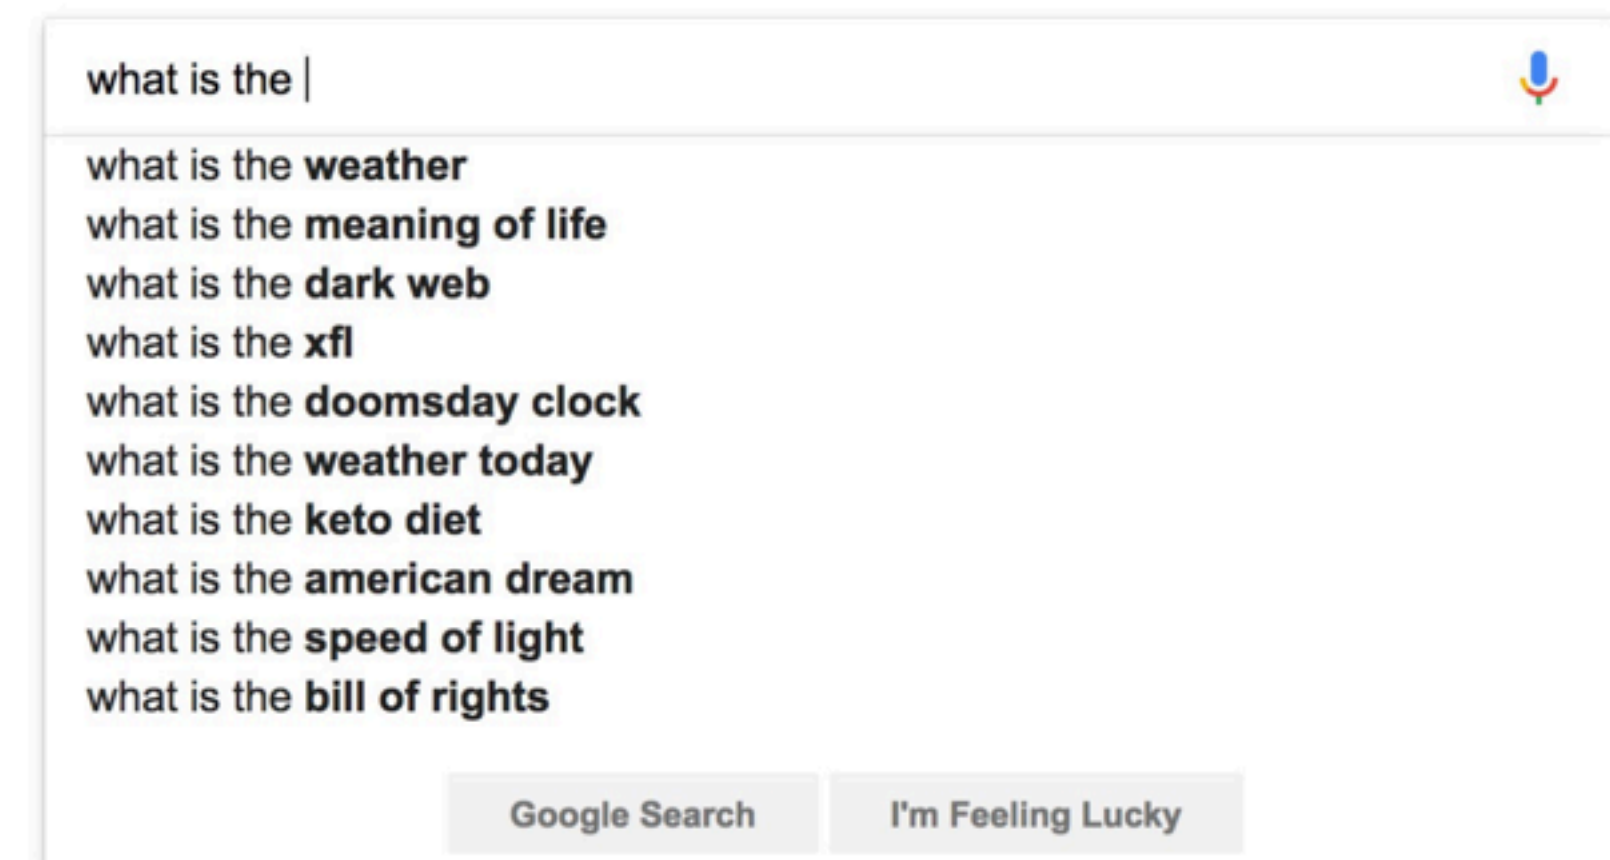 what is the
what is the weather
what is the meaning of life
what is the dark web
what is the xfl
what is the doomsday clock
what is the weather today
what is the keto diet
what is the american dream
what is the speed of light
what is the bill of rights
Google Search I'm Feeling Lucky